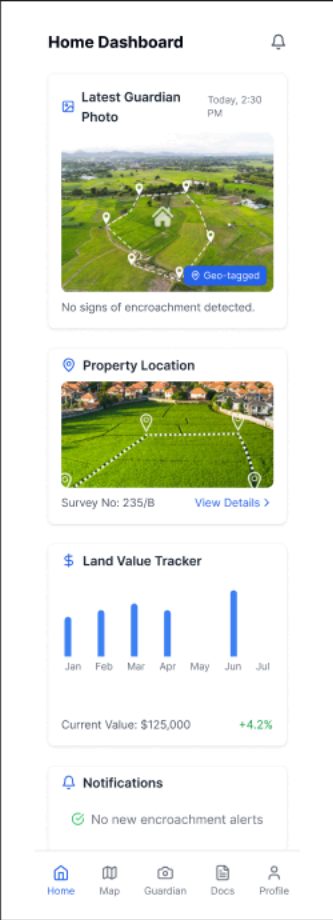 Home Dashboard
Latest Guardian
Photo
Today, 2:30
PM
Geo-tagged
No signs of encroachment detected.
Property Location
Survey No: 235/B
View Details >
$ Land Value Tracker
Jan Feb Mar Apr May Jun Jul
Current Value: $125,000
+4.2%
Notifications
No new encroachment alerts
Home Map Guardian Docs Profile